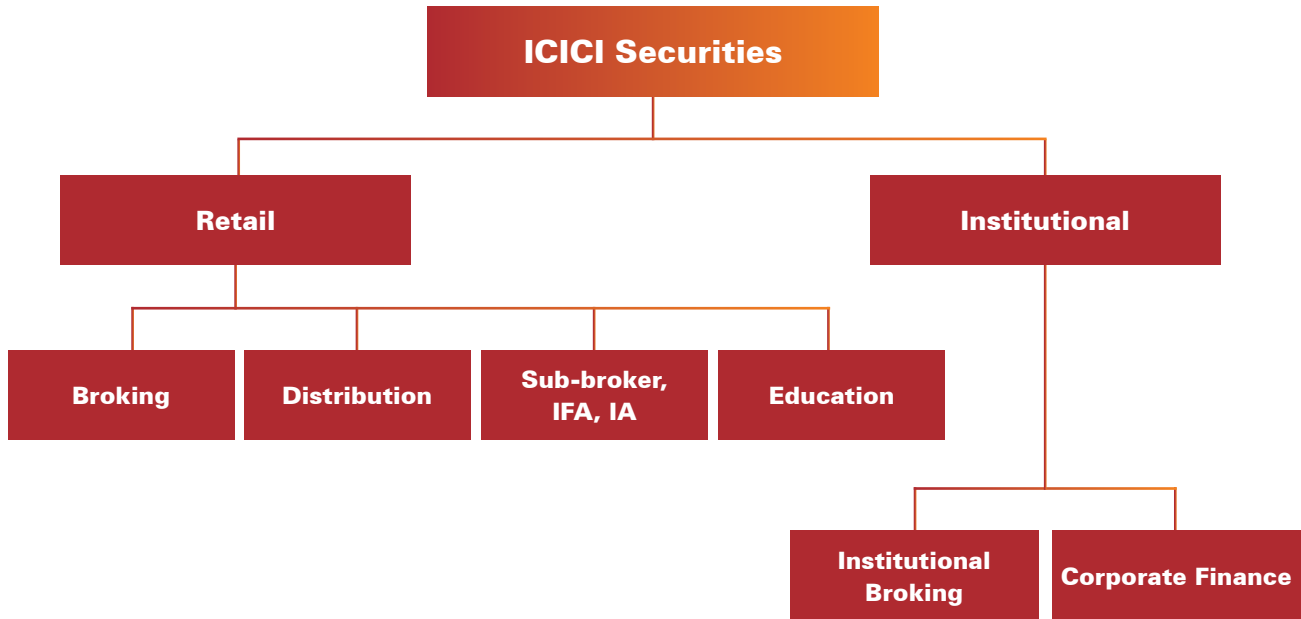 ICICI Securities
Retail
Institutional
Broking
Distribution
Sub-broker,
IFA, IA
Education
Institutional
Broking
Corporate Finance